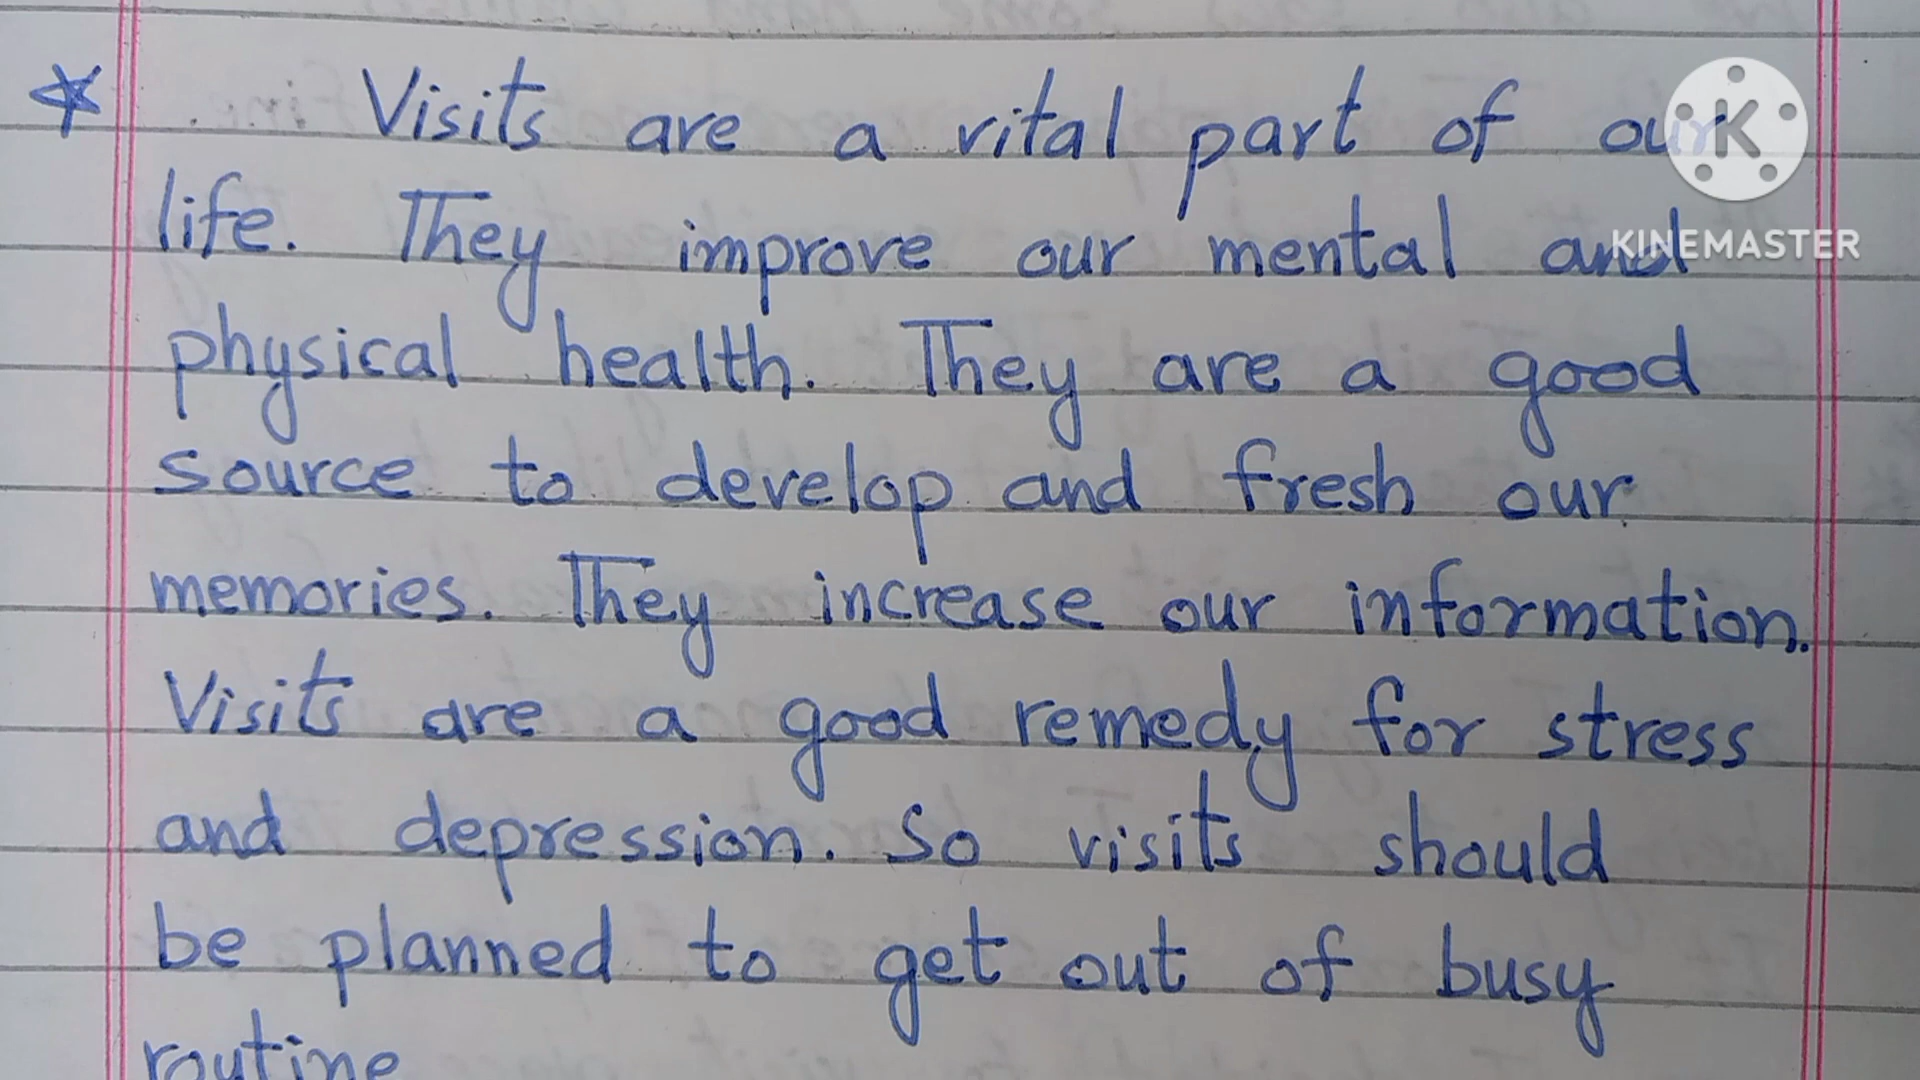 * Visits are a vital part of our
life. They improve our mental and
physical health. They are a good
source to develop and fresh our
memories. They increase our information.
Visits are a good remedy for stress
and depression. So visits should
be planned to get out of busy
routine
K
KINEMASTER